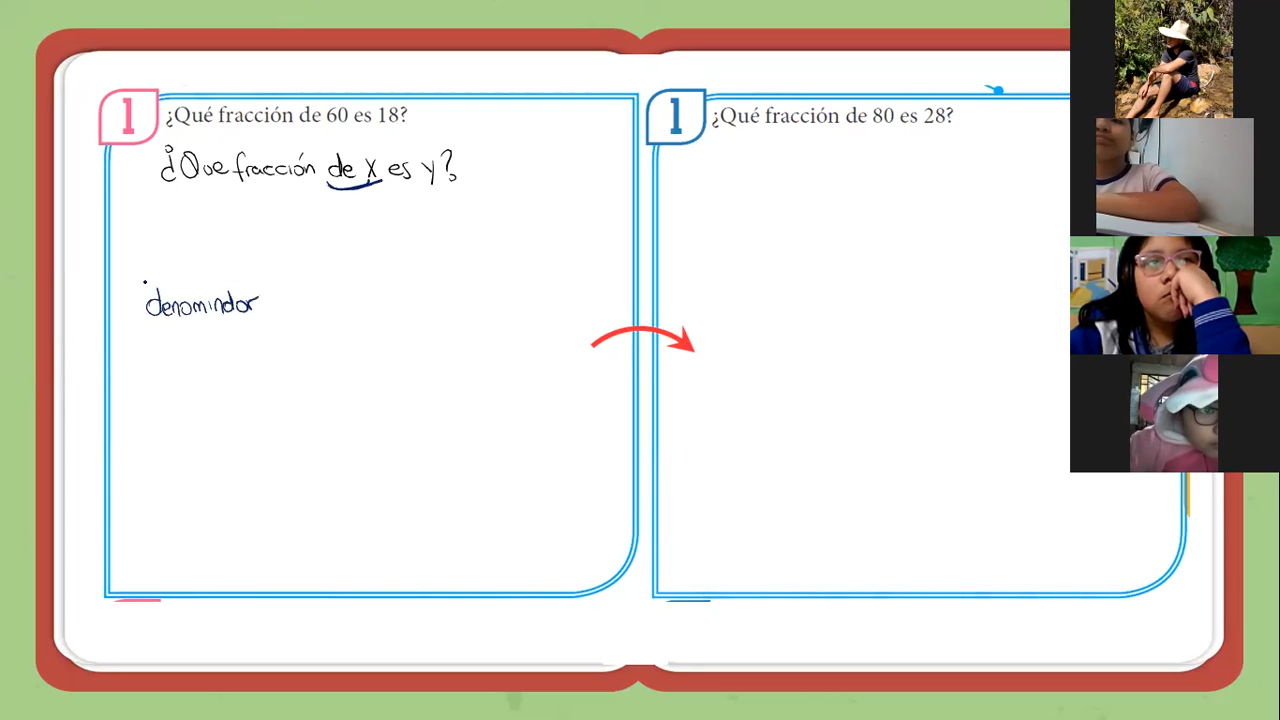 1
¿Qué fracción de 60 es 18?
¿Que fracción de x es y?
denomindor
1
¿Qué fracción de 80 es 28?